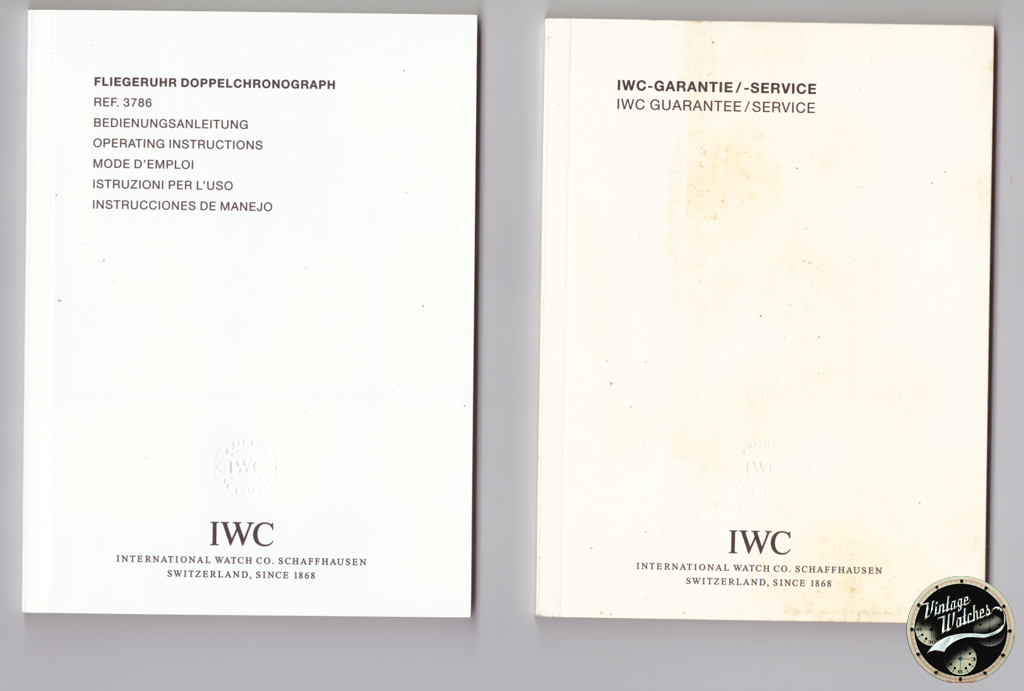 FLIEGERUHR DOPPELCHRONOGRAPH
REF. 3786
BEDIENUNGSANLEITUNG
OPERATING INSTRUCTIONS
MODE D'EMPLOI
ISTRUZIONI PER L'USO
INSTRUCCIONES DE MANEJO
IWC
IWC
INTERNATIONAL WATCH CO. SCHAFFHAUSEN
SWITZERLAND, SINCE 1868
IWC-GARANTIE/-SERVICE
IWC GUARANTEE/SERVICE
IWC
IWC
INTERNATIONAL WATCH CO. SCHAFFHAUSEN
SWITZERLAND, SINCE 1868
Vintage
Watches